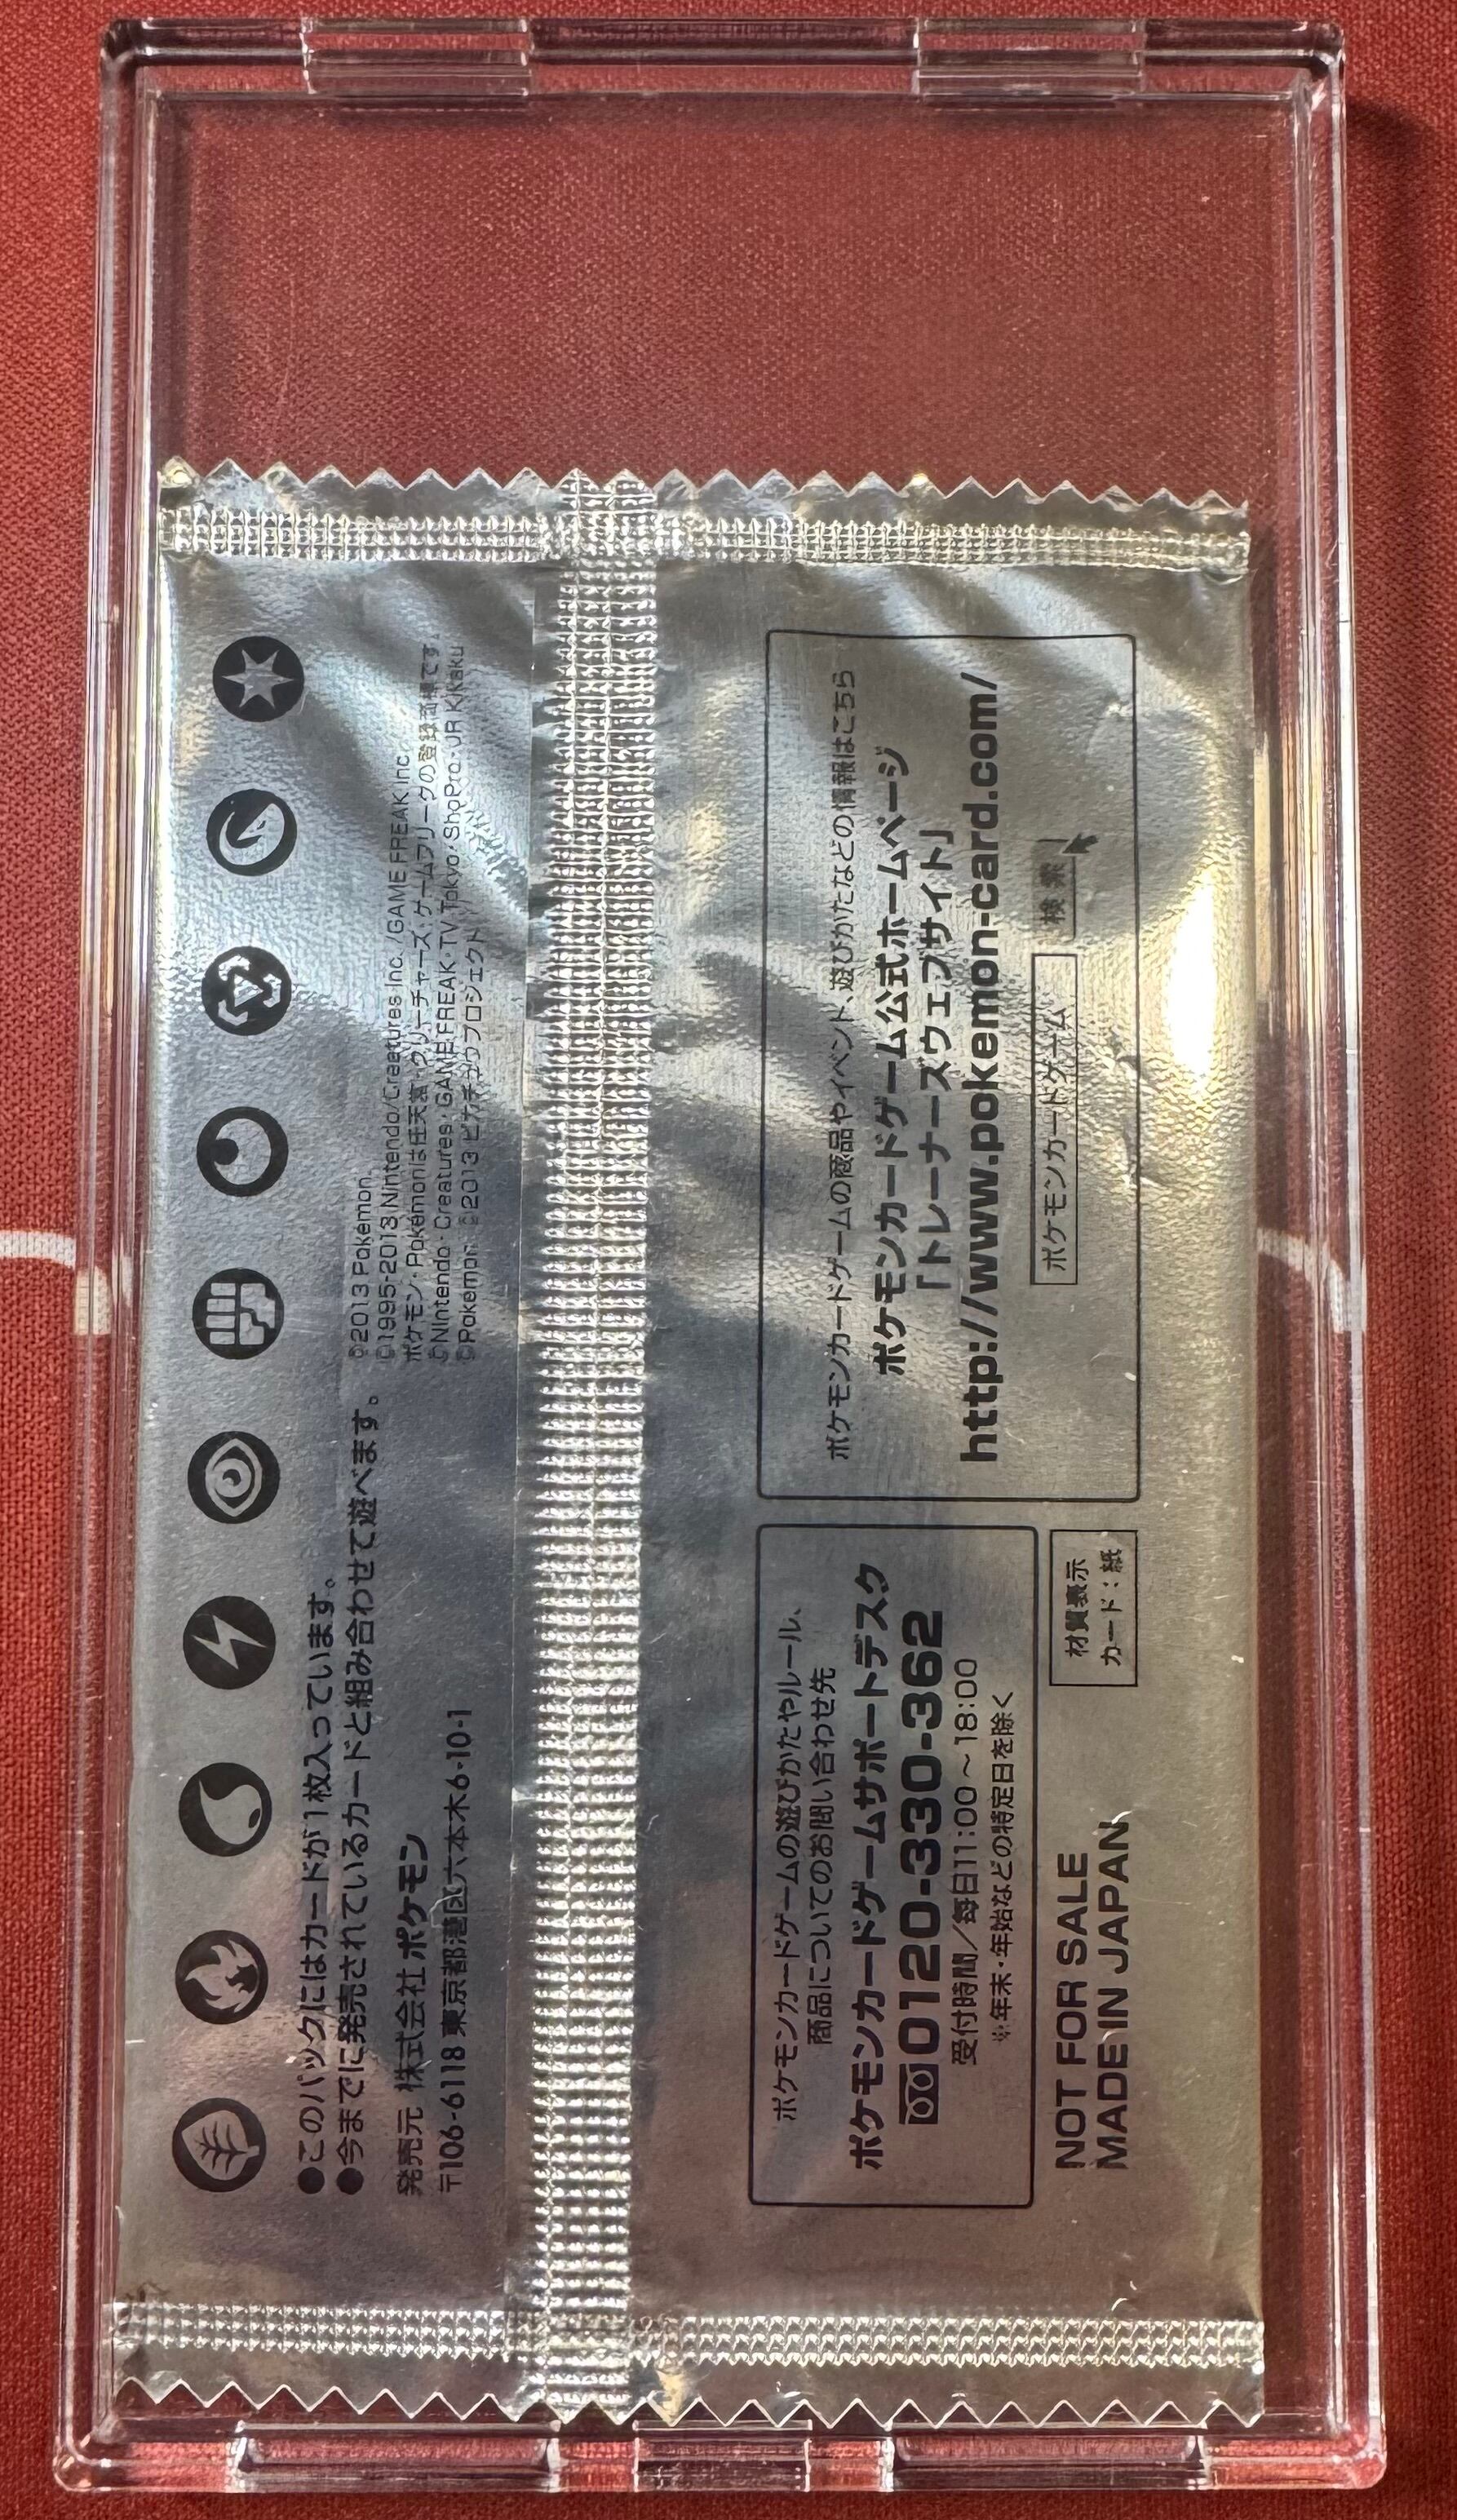 ●このパックにはカードが1枚入っています。
●今までに発売されているカードと組み合わせて遊べます。
発売元 株式会社 ポケモン
〒106-6118 東京都港区六本木6-10-1
©2013 Pokémon.
©1995-2013 Nintendo/Creatures Inc./GAME FREAK inc.
ポケモン・Pokémonは任天堂・クリーチャーズ・ゲームフリークの登録商標です。
©Nintendo・Creatures・GAME FREAK・TV Tokyo・ShoPro・JR Kikaku
©Pokémon ©2013 ピカチュウプロジェクト
ポケモンカードゲームの遊びかたやルール、
商品についてのお問い合わせ先
ポケモンカードゲームサポートデスク
0120-330-362
受付時間/毎日11:00～18:00
※年末・年始などの特定日を除く
NOT FOR SALE
MADE IN JAPAN
材質表示
カード:紙
ポケモンカードゲームの商品やイベント、遊びかたなどの情報はこちら
ポケモンカードゲーム公式ホームページ
「トレーナーズウェブサイト」
http://www.pokemon-card.com/
ポケモンカードゲーム 検索